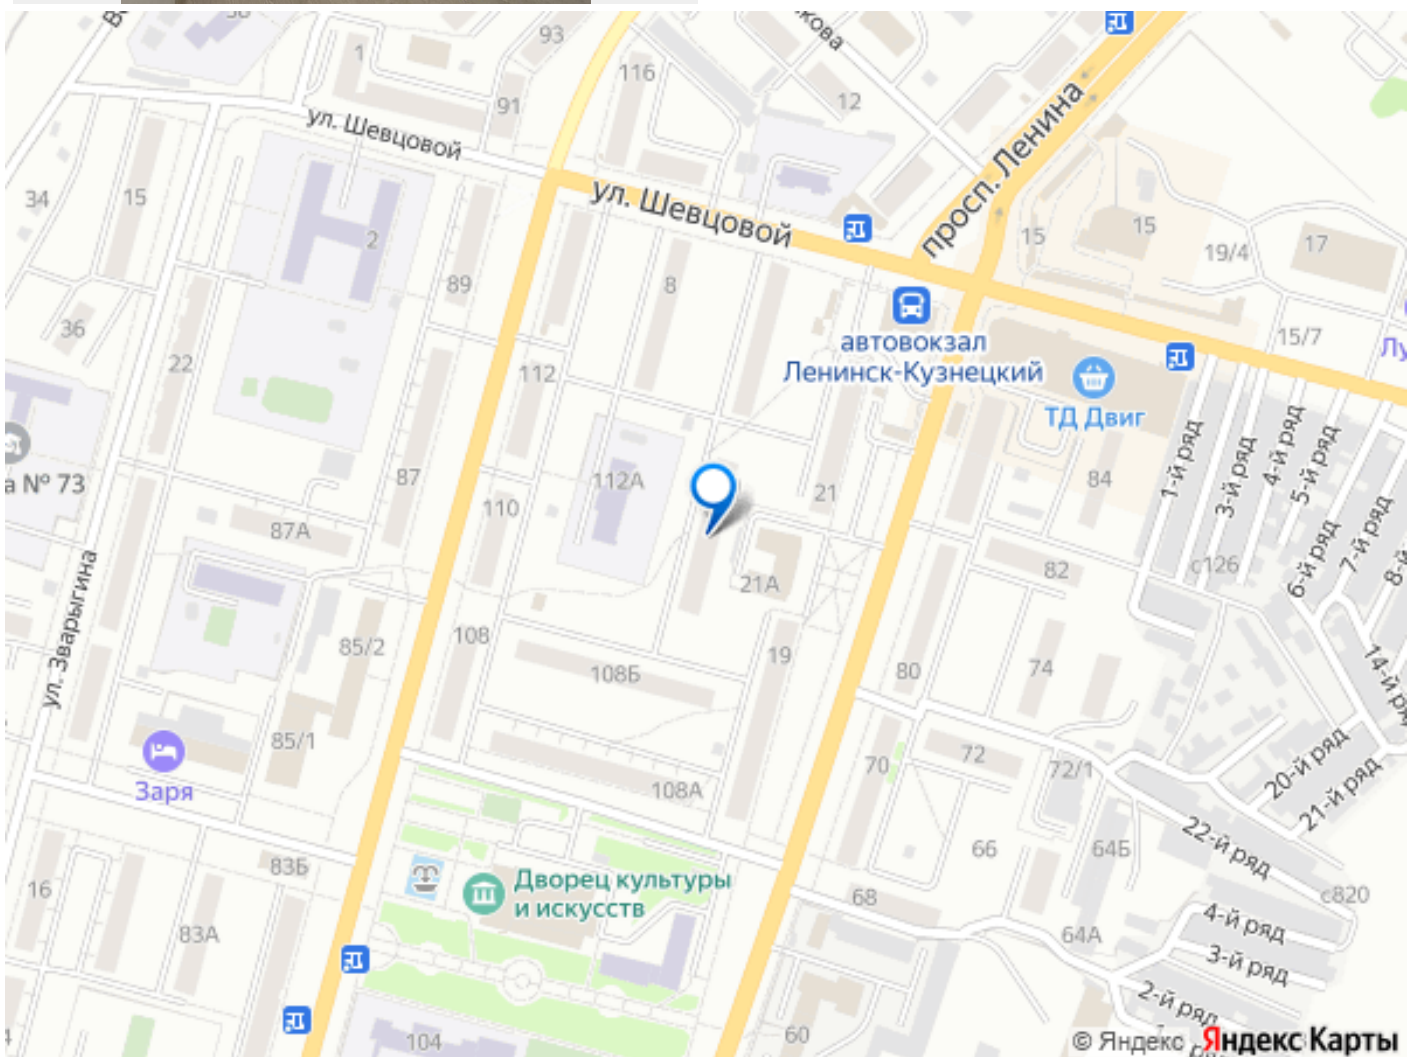 93
1
116
12
91
ул. Шевцовой
просп. Ленина
34
15
2
ул. Шевцовой
15
15
19/4
17
89
8
36
22
автовокзал
Ленинск-Кузнецкий
15/7
112
ТД Двиг
1-й ряд
3-й ряд
4-й ряд
5-й ряд
а № 73
87
112А
21
84
110
87А
6-й ряд
7-й ряд
с126
82
21А
ул. Зварыгина
85/2
108
19
108Б
80
74
14-й ряд
85/1
Заря
70
72
72/1
20-й ряд
21-й ряд
108А
22-й ряд
83Б
66
64Б
16
Дворец культуры
и искусств
68
с820
83А
64А
4-й ряд
3-й ряд
2-й ряд
104
60
© Яндекс Яндекс Карты